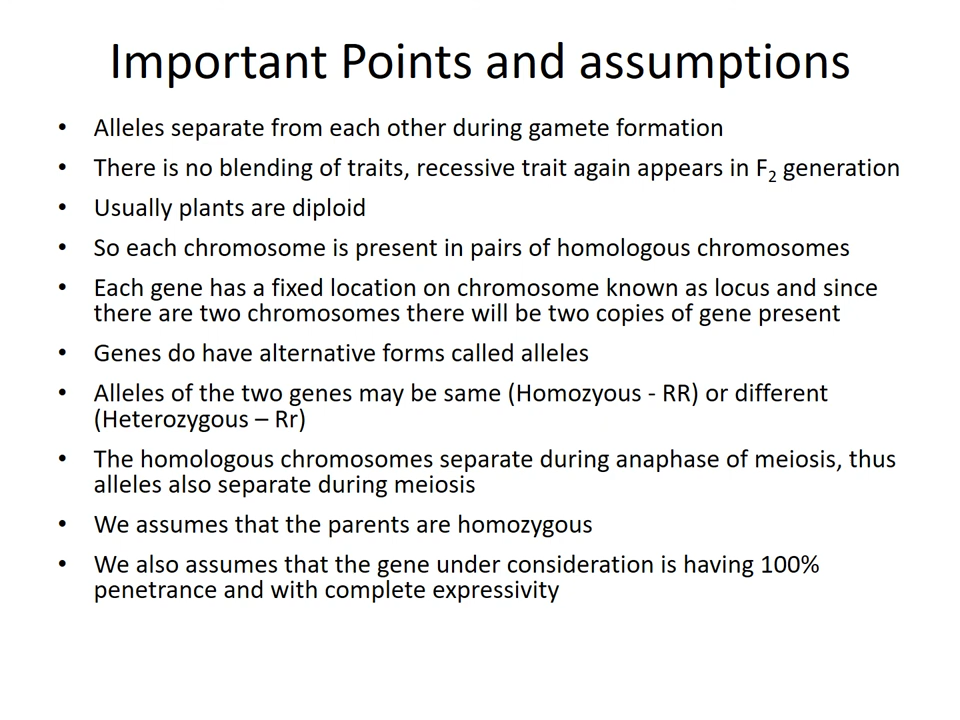 Important Points and assumptions
• Alleles separate from each other during gamete formation
• There is no blending of traits, recessive trait again appears in F2 generation
• Usually plants are diploid
• So each chromosome is present in pairs of homologous chromosomes
• Each gene has a fixed location on chromosome known as locus and since
there are two chromosomes there will be two copies of gene present
• Genes do have alternative forms called alleles
• Alleles of the two genes may be same (Homozyous - RR) or different
(Heterozygous – Rr)
• The homologous chromosomes separate during anaphase of meiosis, thus
alleles also separate during meiosis
• We assumes that the parents are homozygous
• We also assumes that the gene under consideration is having 100%
penetrance and with complete expressivity